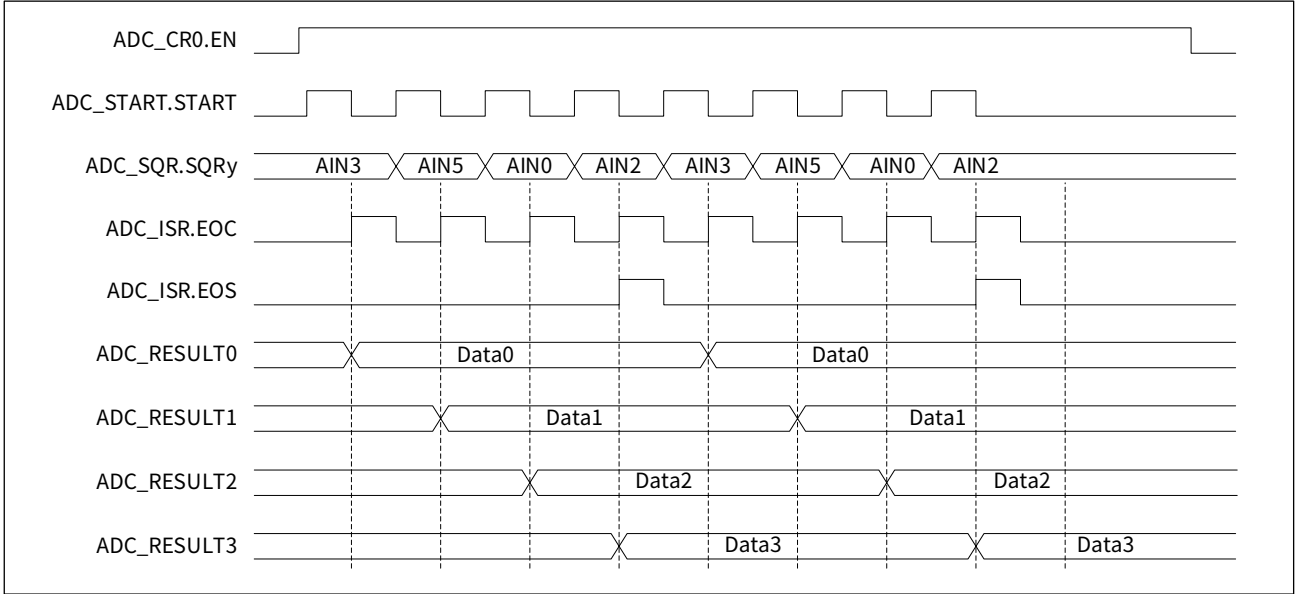 ADC_CR0.EN
ADC_START.START
ADC_SQR.SQRy AIN3 AIN5 AIN0 AIN2 AIN3 AIN5 AIN0 AIN2
ADC_ISR.EOC
ADC_ISR.EOS
ADC_RESULT0 Data0 Data0
ADC_RESULT1 Data1 Data1
ADC_RESULT2 Data2 Data2
ADC_RESULT3 Data3 Data3